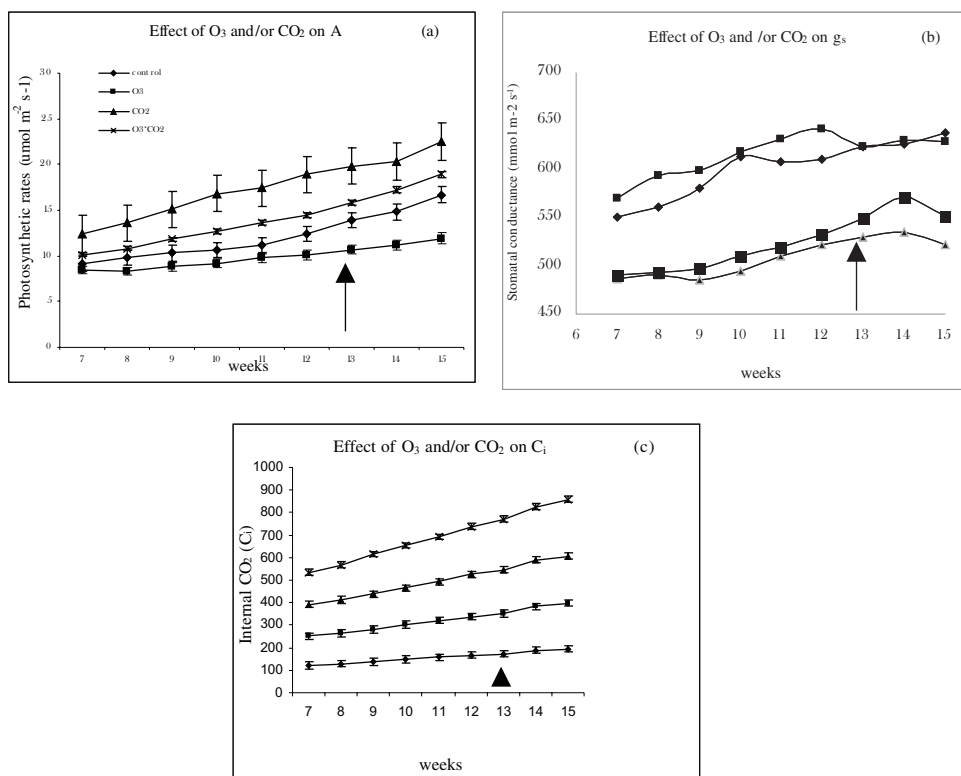 Effect of O₃ and/or CO₂ on A
(a)
Photosynthetic rates (umol m⁻² s-1)
30
25
20
15
10
5
0
control
O3
CO2
O3*CO2
7 8 9 10 11 12 13 14 15
weeks
Effect of O₃ and /or CO₂ on gₛ
(b)
Stomatal conductance (mmol m-2 s⁻¹)
700
650
600
550
500
450
6 7 8 9 10 11 12 13 14 15
weeks
Effect of O₃ and/or CO₂ on Cᵢ
(c)
Internal CO₂ (Cᵢ)
1000
900
800
700
600
500
400
300
200
100
0
7 8 9 10 11 12 13 14 15
weeks